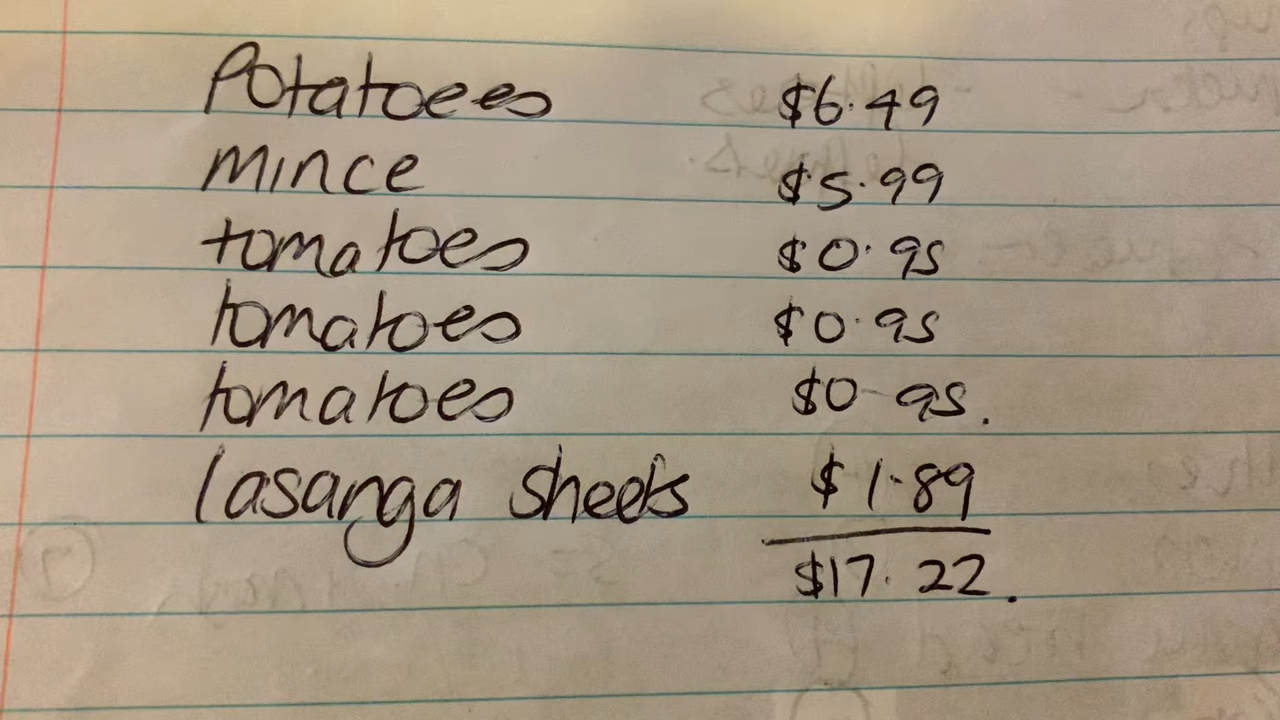 Potatoees $6.49
mince $5.99
tomatoes $0.95
tomatoes $0.95
tomatoes $0-95.
lasanga sheets $1.89
$17.22.